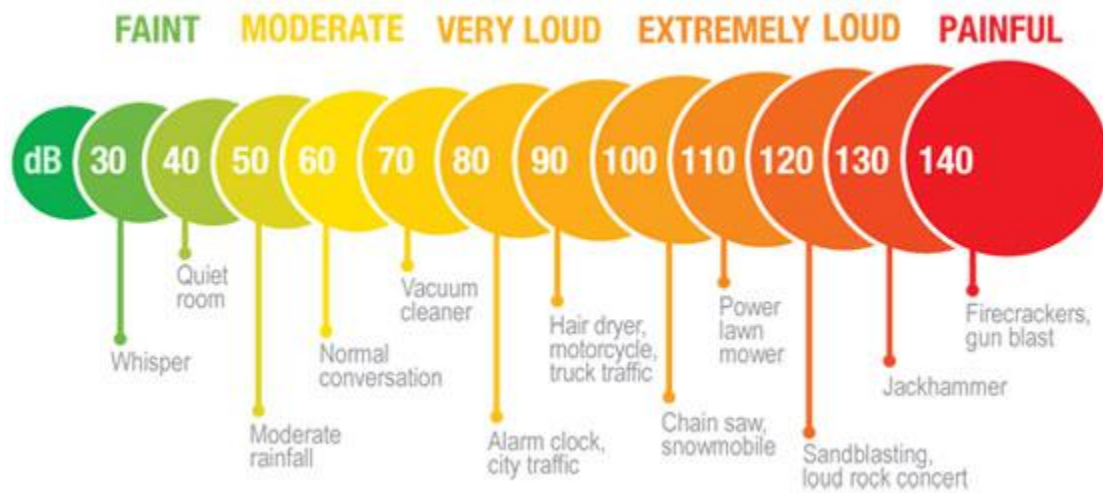 FAINT MODERATE VERY LOUD EXTREMELY LOUD PAINFUL
dB 30 40 50 60 70 80 90 100 110 120 130 140
Whisper
Quiet
room
Moderate
rainfall
Normal
conversation
Vacuum
cleaner
Alarm clock,
city traffic
Hair dryer,
motorcycle,
truck traffic
Chain saw,
snowmobile
Power
lawn
mower
Sandblasting,
loud rock concert
Jackhammer
Firecrackers,
gun blast